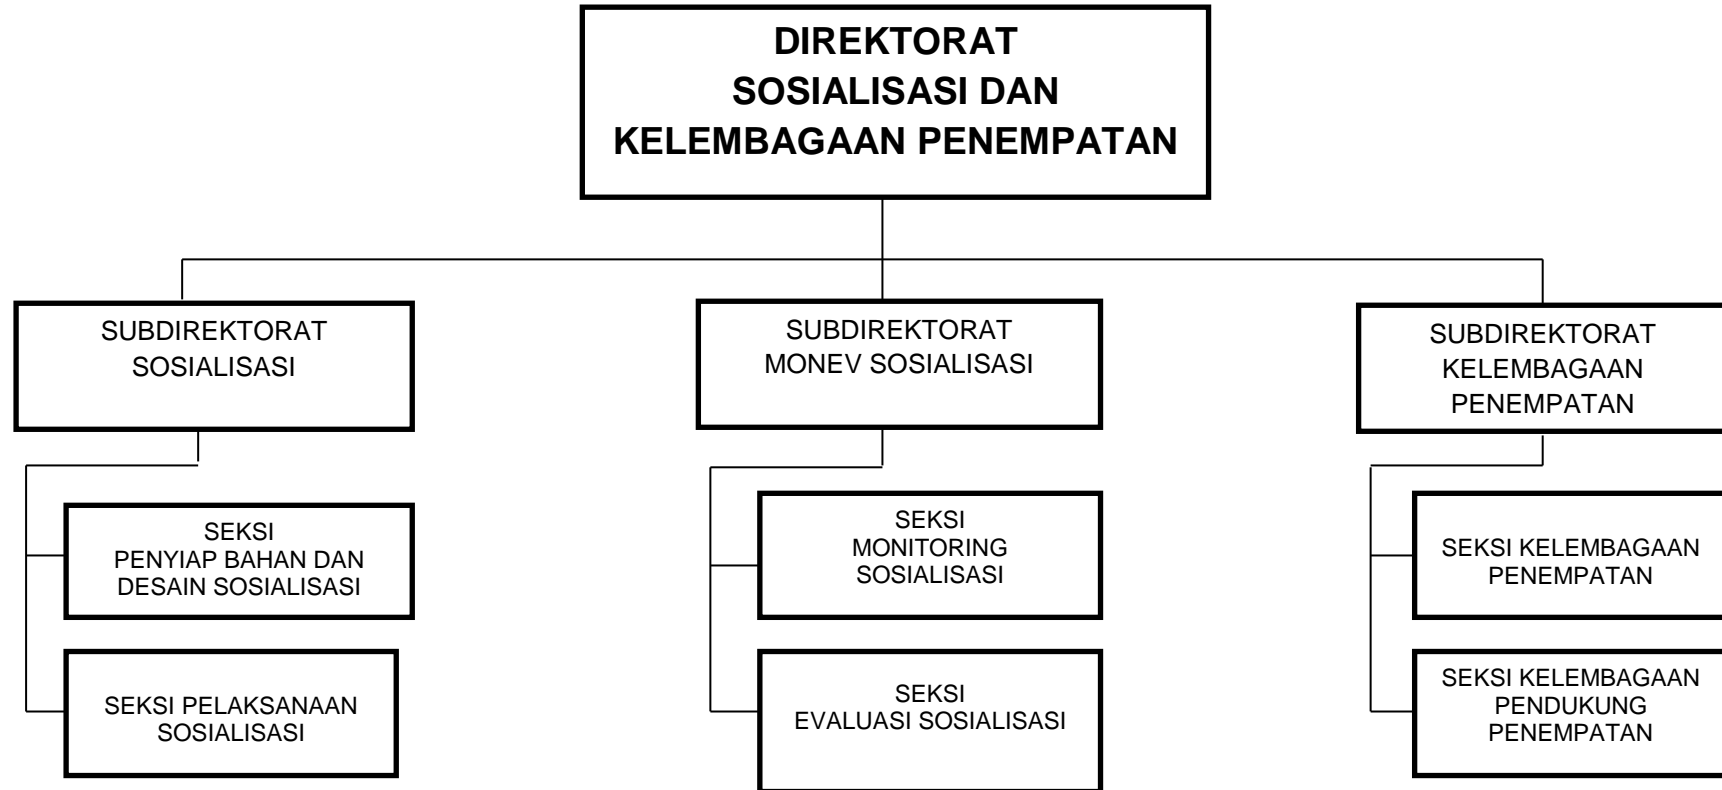 DIREKTORAT
SOSIALISASI DAN
KELEMBAGAAN PENEMPATAN
SUBDIREKTORAT
SOSIALISASI
SUBDIREKTORAT
MONEV SOSIALISASI
SUBDIREKTORAT
KELEMBAGAAN
PENEMPATAN
SEKSI
PENYIAP BAHAN DAN
DESAIN SOSIALISASI
SEKSI
MONITORING
SOSIALISASI
SEKSI KELEMBAGAAN
PENEMPATAN
SEKSI PELAKSANAAN
SOSIALISASI
SEKSI
EVALUASI SOSIALISASI
SEKSI KELEMBAGAAN
PENDUKUNG
PENEMPATAN